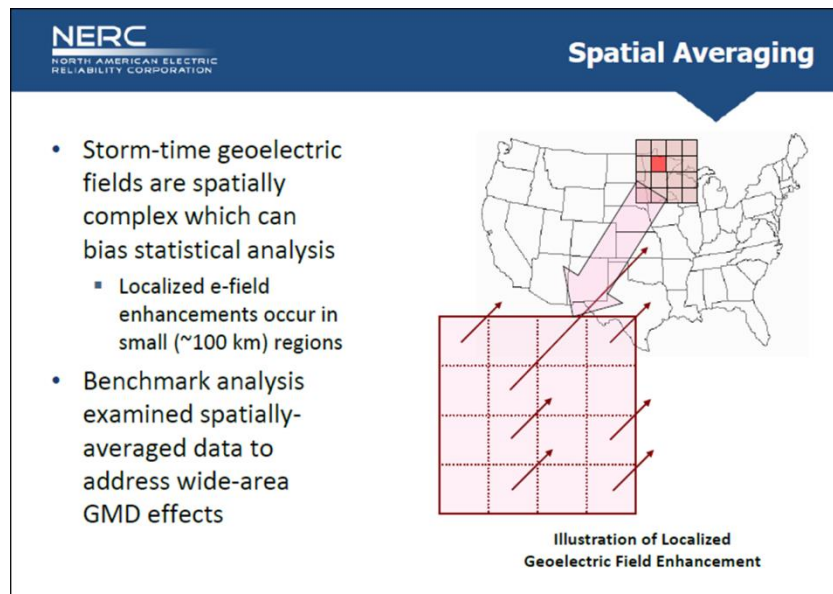 NERC
NORTH AMERICAN ELECTRIC
RELIABILITY CORPORATION
Spatial Averaging
• Storm-time geoelectric
fields are spatially
complex which can
bias statistical analysis
▪ Localized e-field
enhancements occur in
small (~100 km) regions
• Benchmark analysis
examined spatially-
averaged data to
address wide-area
GMD effects
Illustration of Localized
Geoelectric Field Enhancement